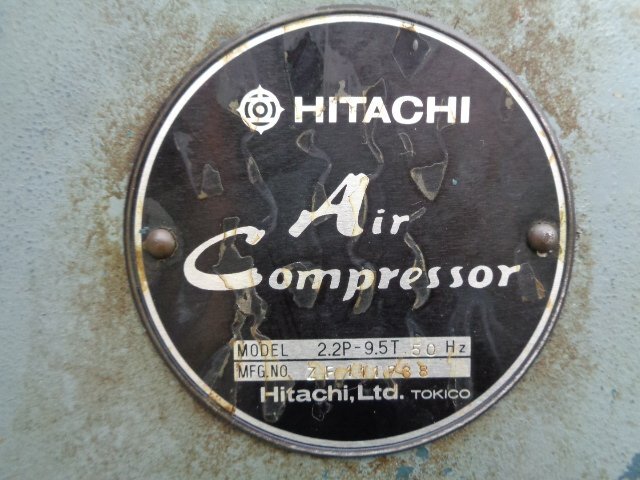 HITACHI
Air
Compressor
MODEL 2.2P-9.5T 50 Hz
MFG.NO.
Hitachi, Ltd. TOKICO